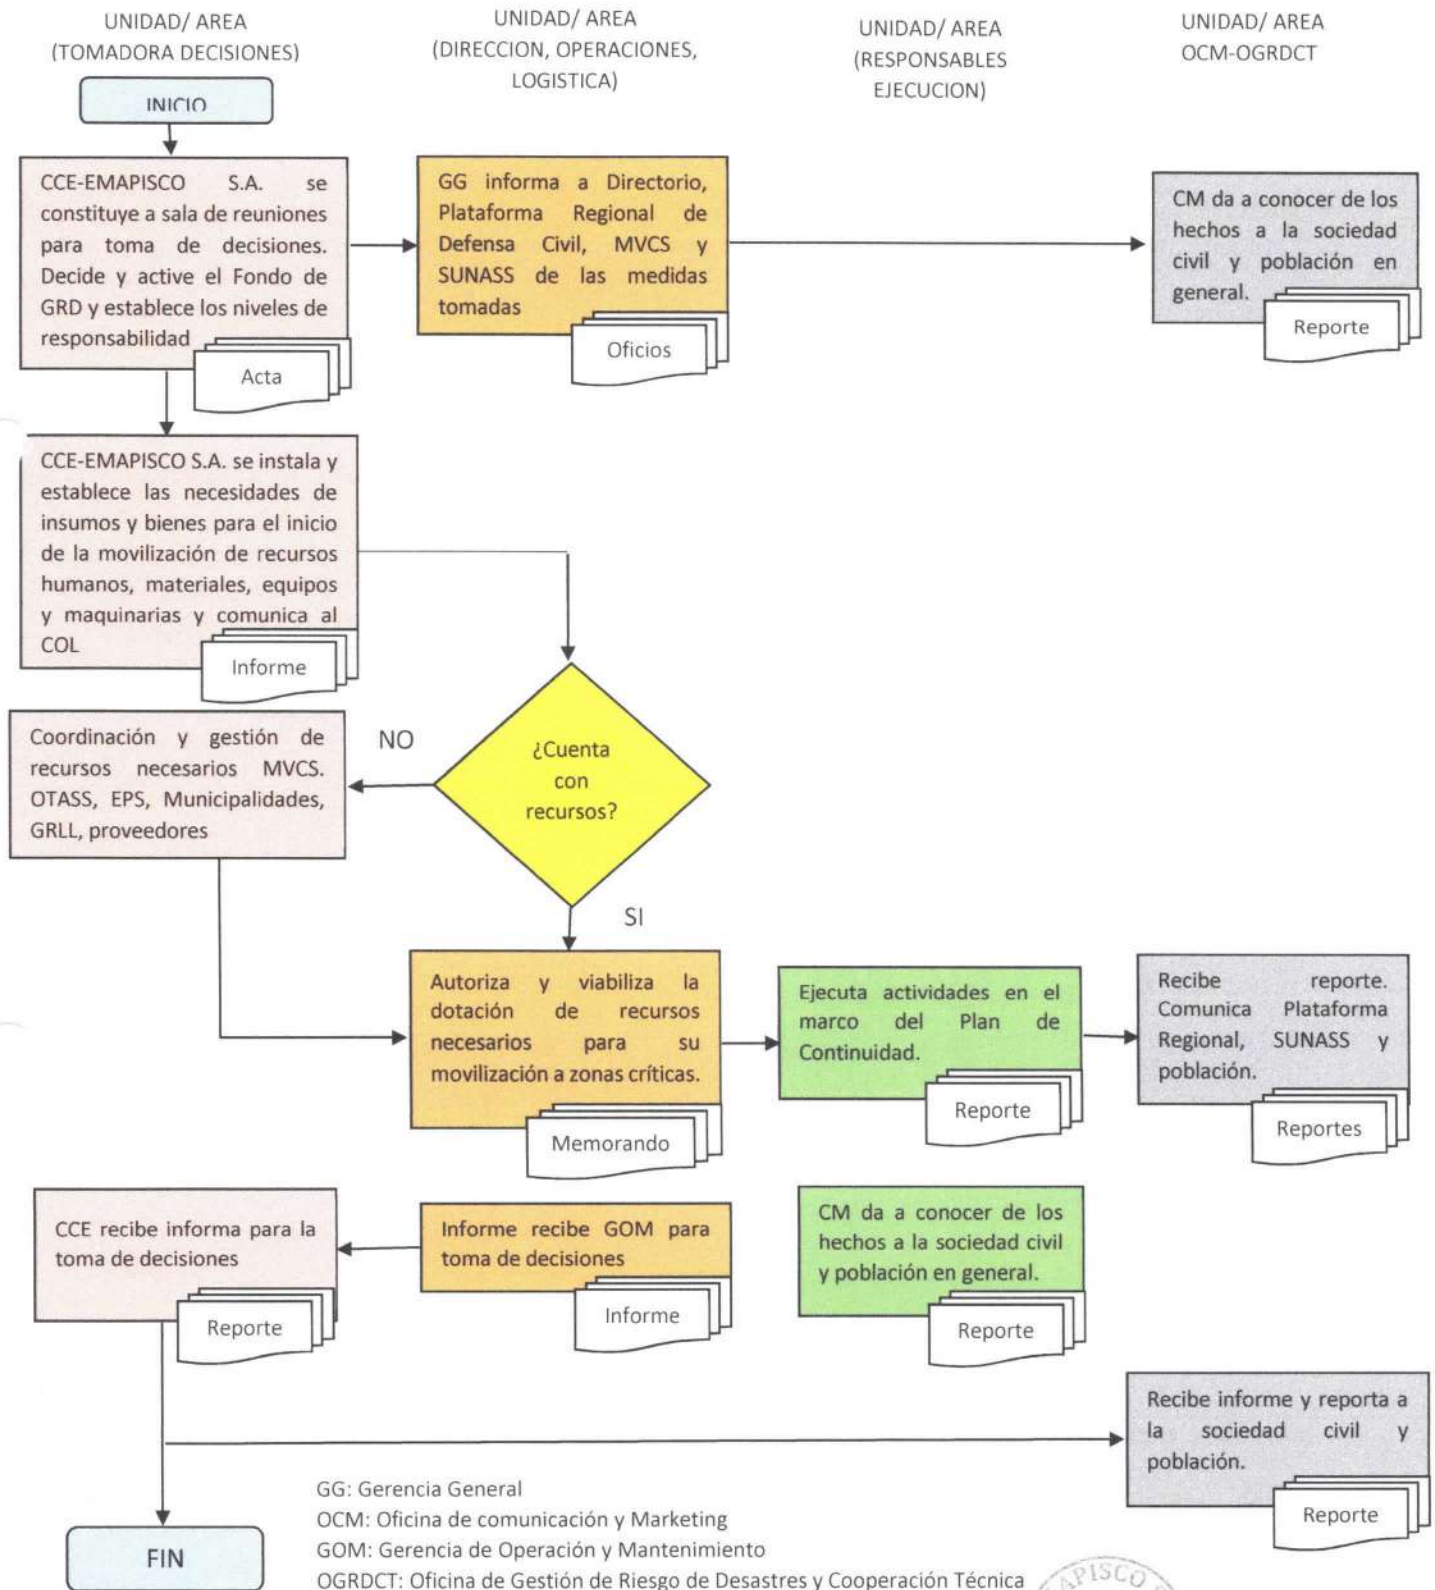 UNIDAD/ AREA
(TOMADORA DECISIONES)
UNIDAD/ AREA
(DIRECCION, OPERACIONES,
LOGISTICA)
UNIDAD/ AREA
(RESPONSABLES
EJECUCION)
UNIDAD/ AREA
OCM-OGRDCT
INICIO
CCE-EMAPISCO S.A. se
constituye a sala de reuniones
para toma de decisiones.
Decide y active el Fondo de
GRD y establece los niveles de
responsabilidad
Acta
GG informa a Directorio,
Plataforma Regional de
Defensa Civil, MVCS y
SUNASS de las medidas
tomadas
Oficios
CM da a conocer de los
hechos a la sociedad
civil y población en
general.
Reporte
CCE-EMAPISCO S.A. se instala y
establece las necesidades de
insumos y bienes para el inicio
de la movilización de recursos
humanos, materiales, equipos
y maquinarias y comunica al
COL
Informe
Coordinación y gestión de
recursos necesarios MVCS.
OTASS, EPS, Municipalidades,
GRLL, proveedores
NO
¿Cuenta
con
recursos?
SI
Autoriza y viabiliza la
dotación de recursos
necesarios para su
movilización a zonas críticas.
Memorando
Ejecuta actividades en el
marco del Plan de
Continuidad.
Reporte
Recibe reporte.
Comunica Plataforma
Regional, SUNASS y
población.
Reportes
CCE recibe informa para la
toma de decisiones
Reporte
Informe recibe GOM para
toma de decisiones
Informe
CM da a conocer de los
hechos a la sociedad civil
y población en general.
Reporte
Recibe informe y reporta a
la sociedad civil y
población.
Reporte
FIN
GG: Gerencia General
OCM: Oficina de comunicación y Marketing
GOM: Gerencia de Operación y Mantenimiento
OGRDCT: Oficina de Gestión de Riesgo de Desastres y Cooperación Técnica